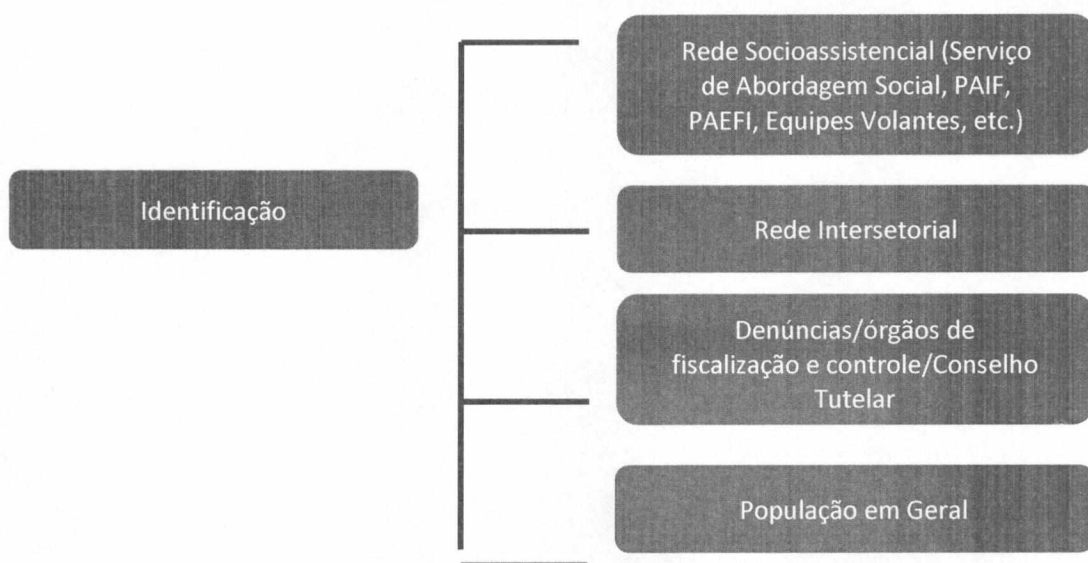 Rede Socioassistencial (Serviço
de Abordagem Social, PAIF,
PAEFI, Equipes Volantes, etc.)
Identificação
Rede Intersetorial
Denúncias/órgãos de
fiscalização e controle/Conselho
Tutelar
População em Geral